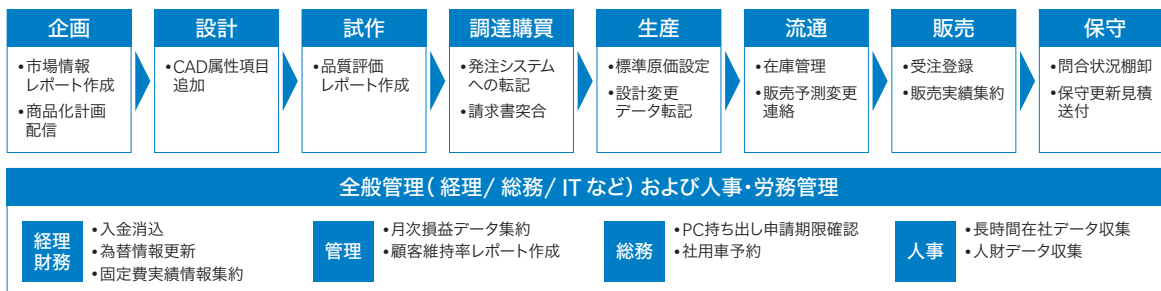 企画
•市場情報
レポート作成
•商品化計画
配信
設計
•CAD属性項目
追加
試作
•品質評価
レポート作成
調達購買
•発注システム
への転記
•請求書突合
生産
•標準原価設定
•設計変更
データ転記
流通
•在庫管理
•販売予測変更
連絡
販売
•受注登録
•販売実績集約
保守
•問合状況棚卸
•保守更新見積
送付
全般管理(経理/総務/ITなど)および人事・労務管理
経理
財務
•入金消込
•為替情報更新
•固定費実績情報集約
管理
•月次損益データ集約
•顧客維持率レポート作成
総務
•PC持ち出し申請期限確認
•社用車予約
人事
•長時間在社データ収集
•人財データ収集